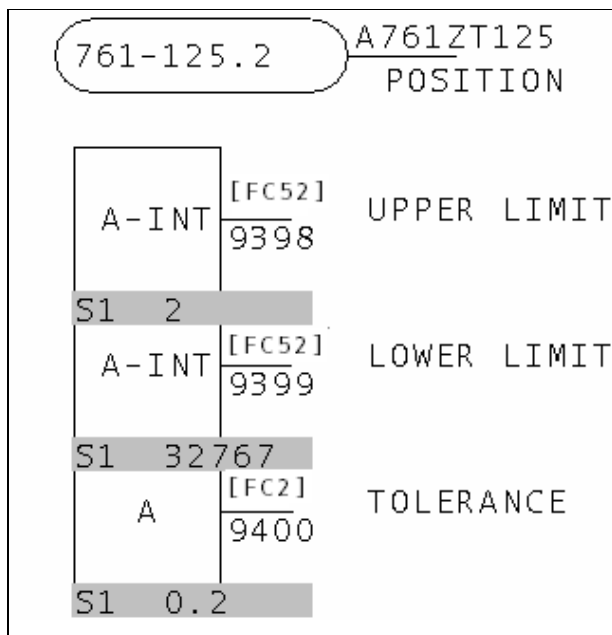 761-125.2 A761ZT125
POSITION
[FC52]
A-INT 9398 UPPER LIMIT
S1 2
[FC52]
A-INT 9399 LOWER LIMIT
S1 32767
[FC2]
A 9400 TOLERANCE
S1 0.2